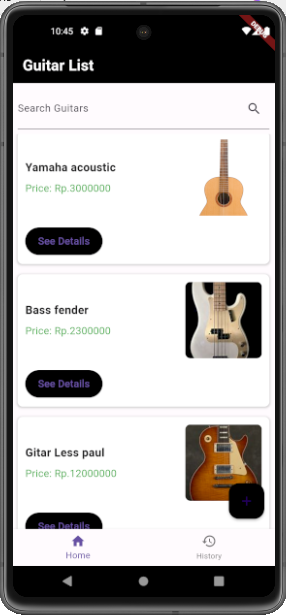 10:45
Guitar List
Search Guitars
Yamaha acoustic
Price: Rp.3000000
See Details
Bass fender
Price: Rp.2300000
See Details
Gitar Less paul
Price: Rp.12000000
See Details
Home
History